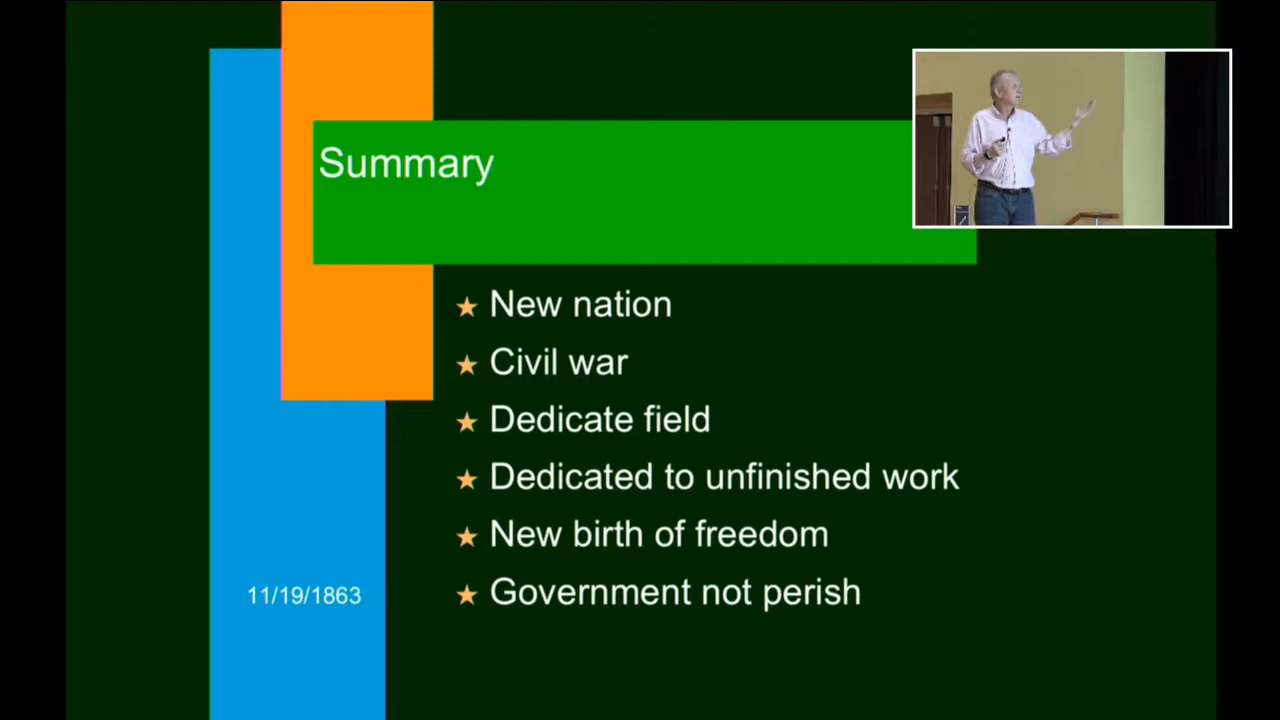 Summary
New nation
Civil war
Dedicate field
Dedicated to unfinished work
New birth of freedom
Government not perish
11/19/1863